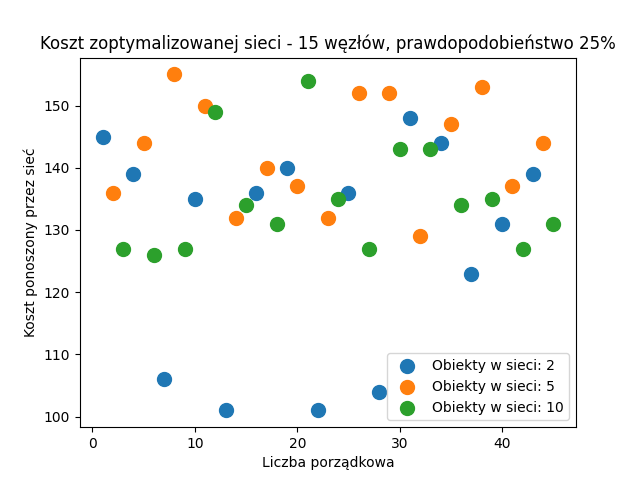 Koszt zoptymalizowanej sieci - 15 węzłów, prawdopodobieństwo 25%
150
140
130
120
110
100
Koszt ponoszony przez sieć
Obiekty w sieci: 2
Obiekty w sieci: 5
Obiekty w sieci: 10
0 10 20 30 40
Liczba porządkowa